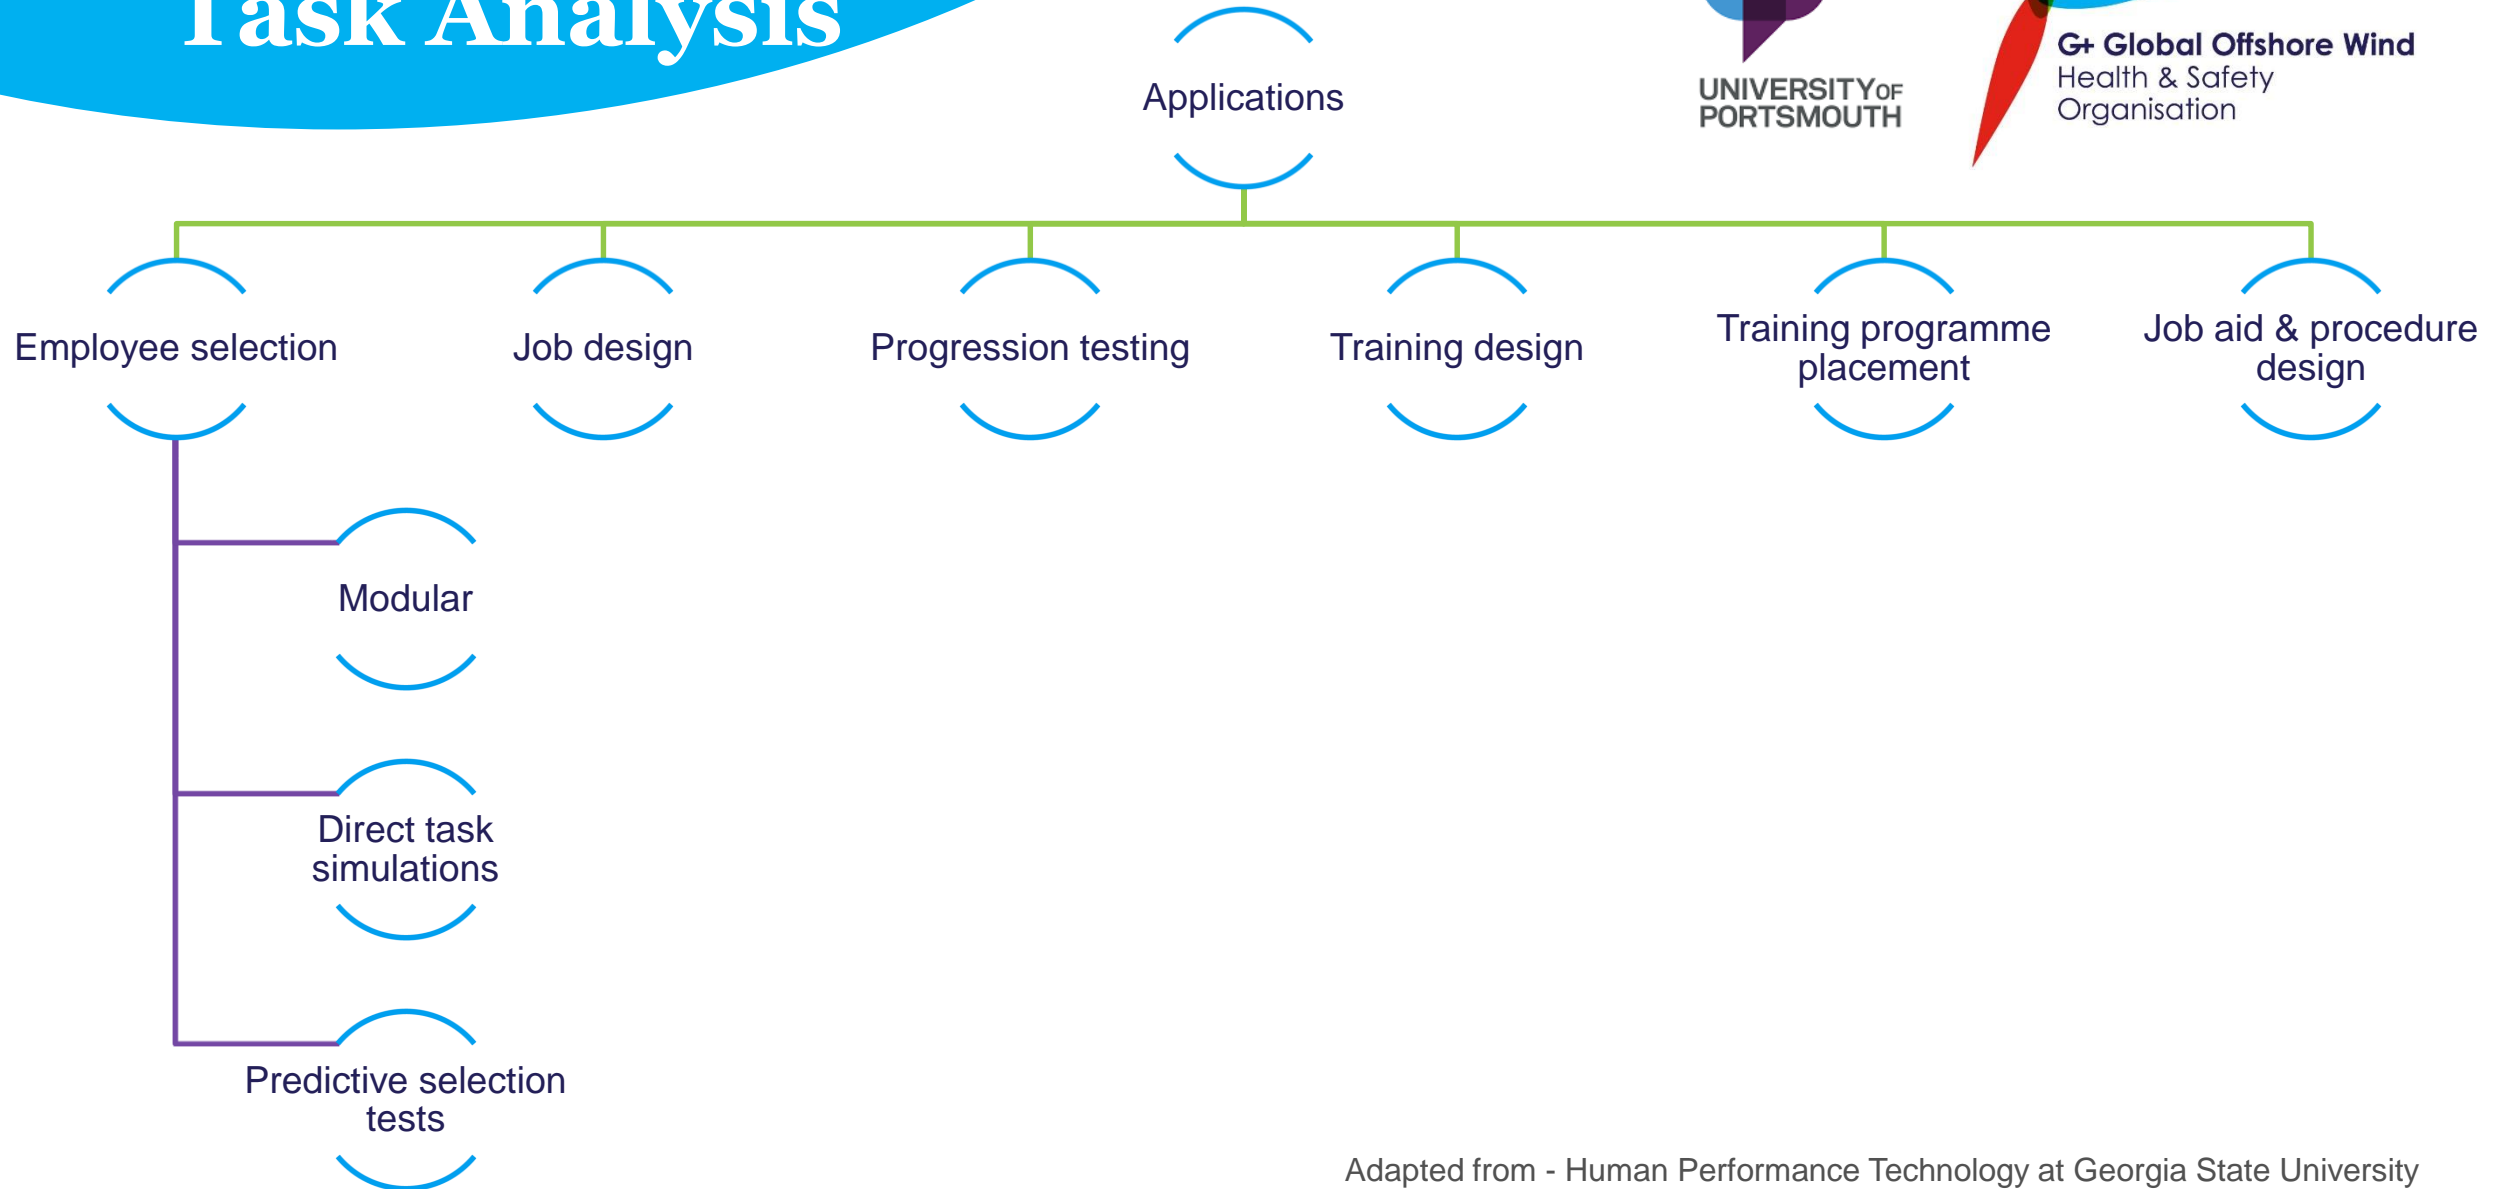 Task Analysis
Applications
UNIVERSITYOF
PORTSMOUTH
G+ Global Offshore Wind
Health & Safety
Organisation
Employee selection
Job design
Progression testing
Training design
Training programme
placement
Job aid & procedure
design
Modular
Direct task
simulations
Predictive selection
tests
Adapted from - Human Performance Technology at Georgia State University